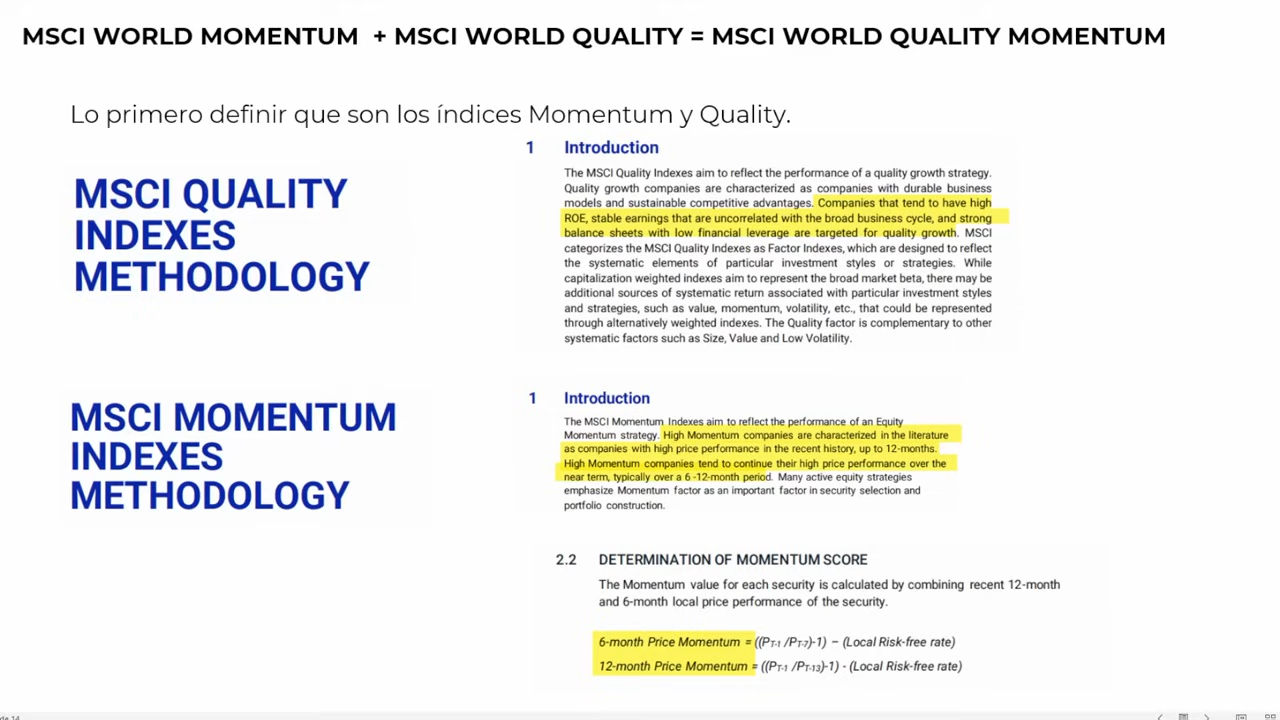 MSCI WORLD MOMENTUM + MSCI WORLD QUALITY = MSCI WORLD QUALITY MOMENTUM
Lo primero definir que son los índices Momentum y Quality.
MSCI QUALITY
INDEXES
METHODOLOGY
1 Introduction
The MSCI Quality Indexes aim to reflect the performance of a quality growth strategy.
Quality growth companies are characterized as companies with durable business
models and sustainable competitive advantages. Companies that tend to have high
ROE, stable earnings that are uncorrelated with the broad business cycle, and strong
balance sheets with low financial leverage are targeted for quality growth. MSCI
categorizes the MSCI Quality Indexes as Factor Indexes, which are designed to reflect
the systematic elements of particular investment styles or strategies. While
capitalization weighted indexes aim to represent the broad market beta, there may be
additional sources of systematic return associated with particular investment styles
and strategies, such as value, momentum, volatility, etc., that could be represented
through alternatively weighted indexes. The Quality factor is complementary to other
systematic factors such as Size, Value and Low Volatility.
MSCI MOMENTUM
INDEXES
METHODOLOGY
1 Introduction
The MSCI Momentum Indexes aim to reflect the performance of an Equity
Momentum strategy. High Momentum companies are characterized in the literature
as companies with high price performance in the recent history, up to 12-months.
High Momentum companies tend to continue their high price performance over the
near term, typically over a 6 -12-month period. Many active equity strategies
emphasize Momentum factor as an important factor in security selection and
portfolio construction.
2.2 DETERMINATION OF MOMENTUM SCORE
The Momentum value for each security is calculated by combining recent 12-month
and 6-month local price performance of the security.
6-month Price Momentum = ((PT-1 /PT-7)-1) − (Local Risk-free rate)
12-month Price Momentum = ((PT-1 /PT-13)-1) - (Local Risk-free rate)
de 14